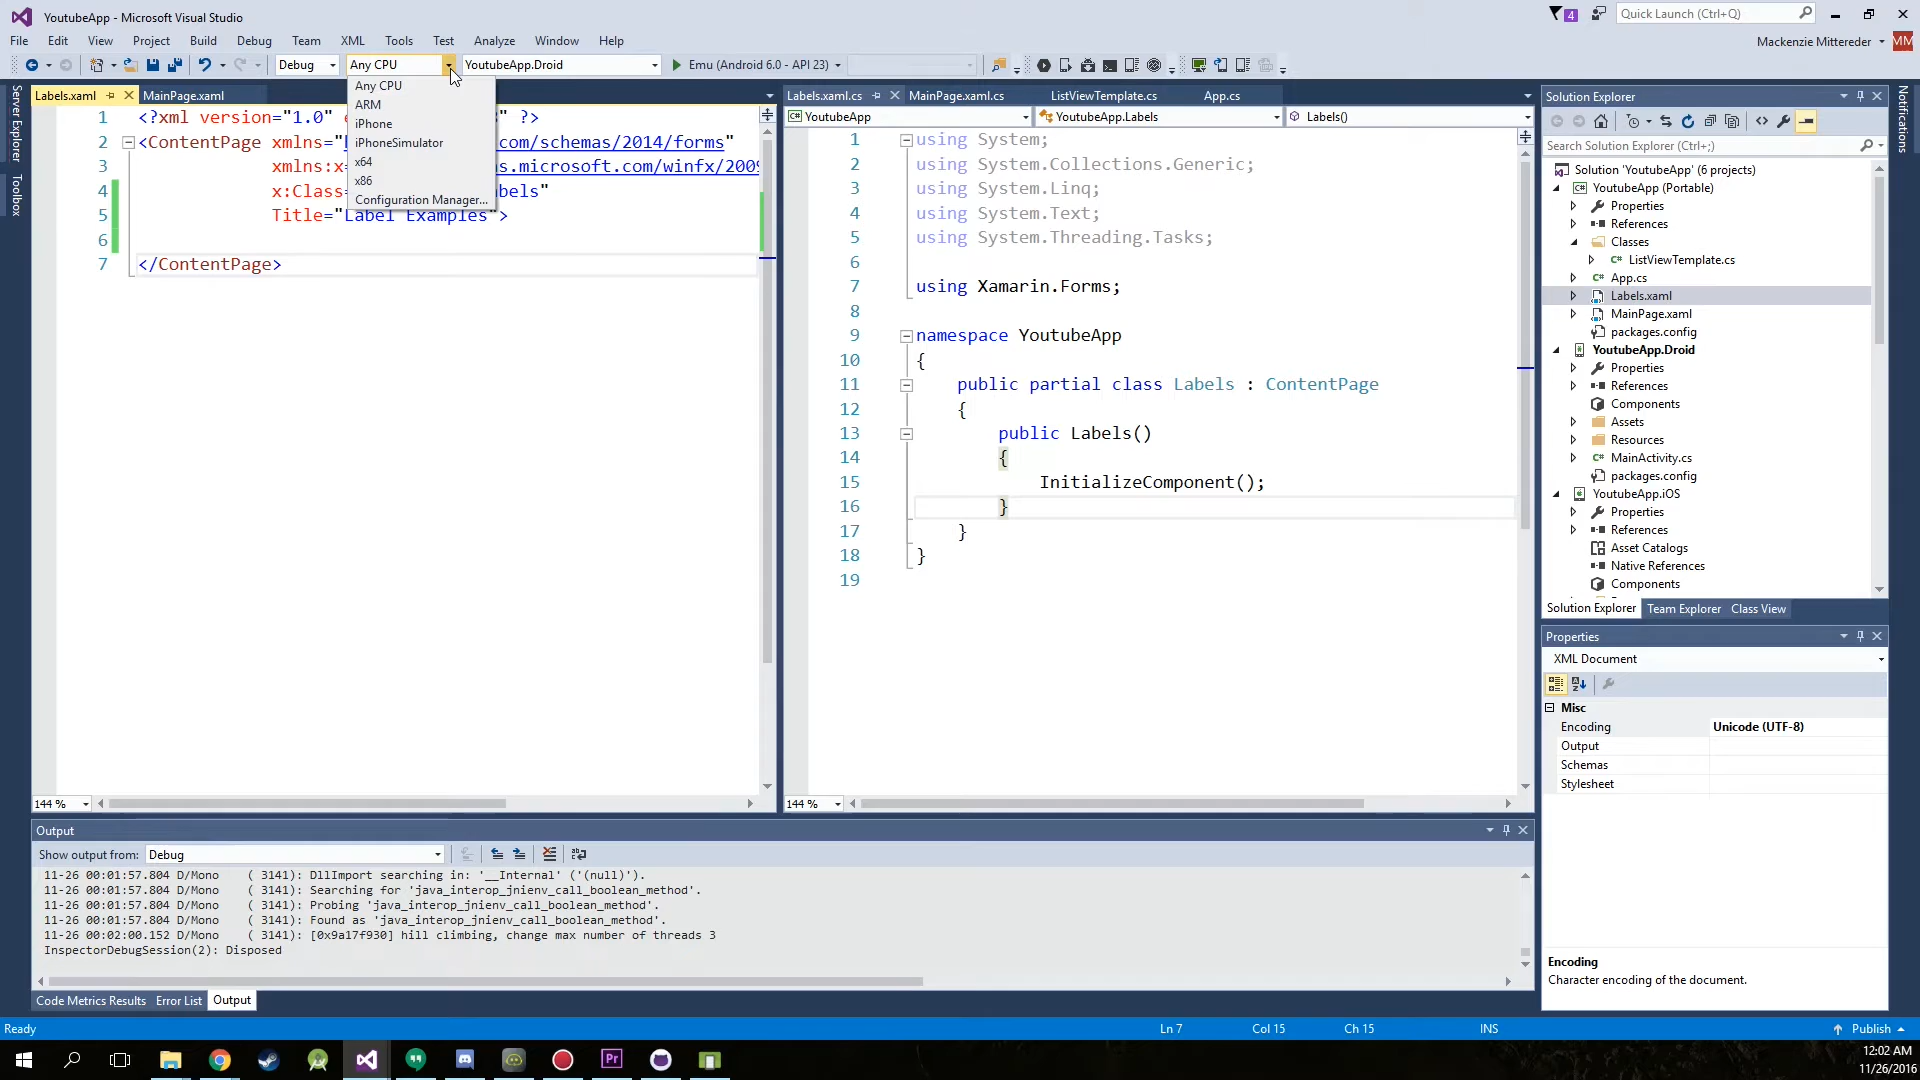 YoutubeApp - Microsoft Visual Studio
4
Quick Launch (Ctrl+Q)
File Edit View Project Build Debug Team XML Tools Test Analyze Window Help
Mackenzie Mittereder
MM
Debug Any CPU YoutubeApp.Droid Emu (Android 6.0 - API 23)
Any CPU
ARM
iPhone
iPhoneSimulator
x64
x86
Configuration Manager...
Server Explorer
Toolbox
Labels.xaml MainPage.xaml
1 <?xml version="1.0" e ?>
2 <ContentPage xmlns=" .com/schemas/2014/forms"
3 xmlns:x= s.microsoft.com/winfx/2009
4 x:Class= bels"
5 Title="Label Examples">
6
7 </ContentPage>
144 %
Labels.xaml.cs MainPage.xaml.cs ListViewTemplate.cs App.cs
YoutubeApp YoutubeApp.Labels Labels()
1 using System;
2 using System.Collections.Generic;
3 using System.Linq;
4 using System.Text;
5 using System.Threading.Tasks;
6
7 using Xamarin.Forms;
8
9 namespace YoutubeApp
10 {
11 public partial class Labels : ContentPage
12 {
13 public Labels()
14 {
15 InitializeComponent();
16 }
17 }
18 }
19
144 %
Solution Explorer
Search Solution Explorer (Ctrl+;)
Solution 'YoutubeApp' (6 projects)
YoutubeApp (Portable)
Properties
References
Classes
ListViewTemplate.cs
App.cs
Labels.xaml
MainPage.xaml
packages.config
YoutubeApp.Droid
Properties
References
Components
Assets
Resources
MainActivity.cs
packages.config
YoutubeApp.iOS
Properties
References
Asset Catalogs
Native References
Components
Solution Explorer Team Explorer Class View
Notifications
Properties
XML Document
Misc
Encoding Unicode (UTF-8)
Output
Schemas
Stylesheet
Encoding
Character encoding of the document.
Output
Show output from: Debug
11-26 00:01:57.804 D/Mono ( 3141): DllImport searching in: '__Internal' ('(null)').
11-26 00:01:57.804 D/Mono ( 3141): Searching for 'java_interop_jnienv_call_boolean_method'.
11-26 00:01:57.804 D/Mono ( 3141): Probing 'java_interop_jnienv_call_boolean_method'.
11-26 00:01:57.804 D/Mono ( 3141): Found as 'java_interop_jnienv_call_boolean_method'.
11-26 00:02:00.152 D/Mono ( 3141): [0x9a17f930] hill climbing, change max number of threads 3
InspectorDebugSession(2): Disposed
Code Metrics Results Error List Output
Ready Ln 7 Col 15 Ch 15 INS Publish
Pr
12:02 AM
11/26/2016